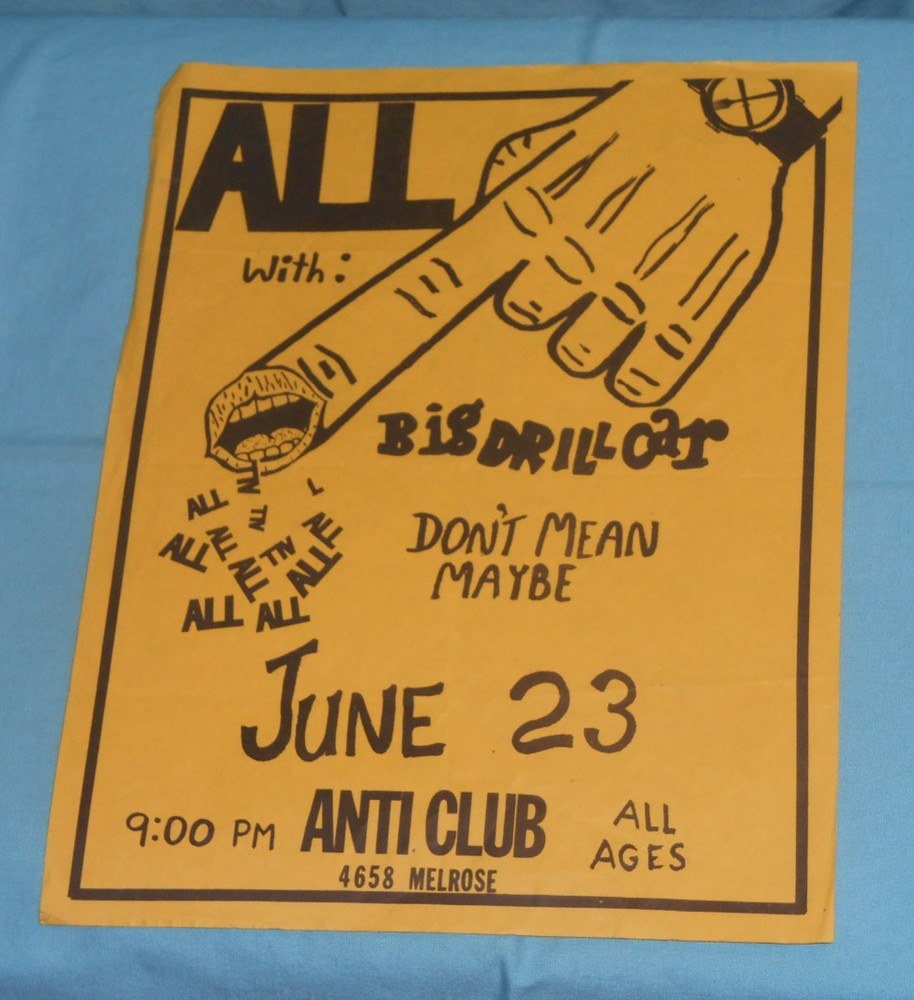 ALL
With:
Big DRILL Car
DON'T MEAN
MAYBE
ALL
ALL
ALL
ALL
ALL
JUNE 23
9:00 PM ANTI CLUB ALL
AGES
4658 MELROSE